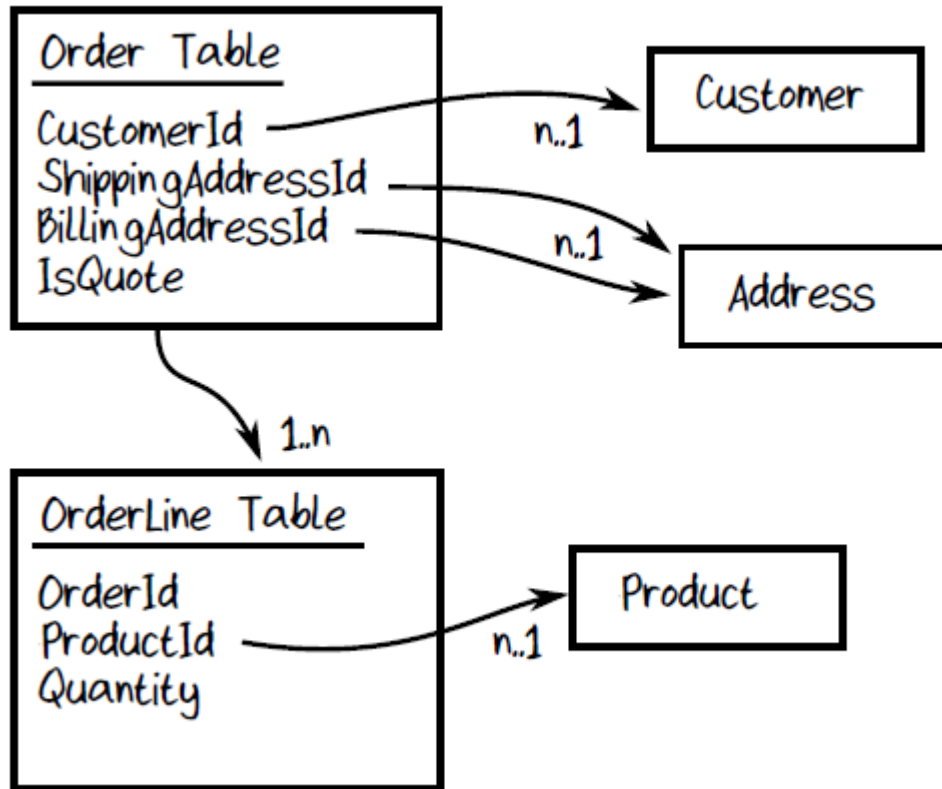 Order Table
CustomerId
ShippingAddressId
BillingAddressId
IsQuote
n..1
Customer
n..1
Address
1..n
OrderLine Table
OrderId
ProductId
Quantity
n..1
Product